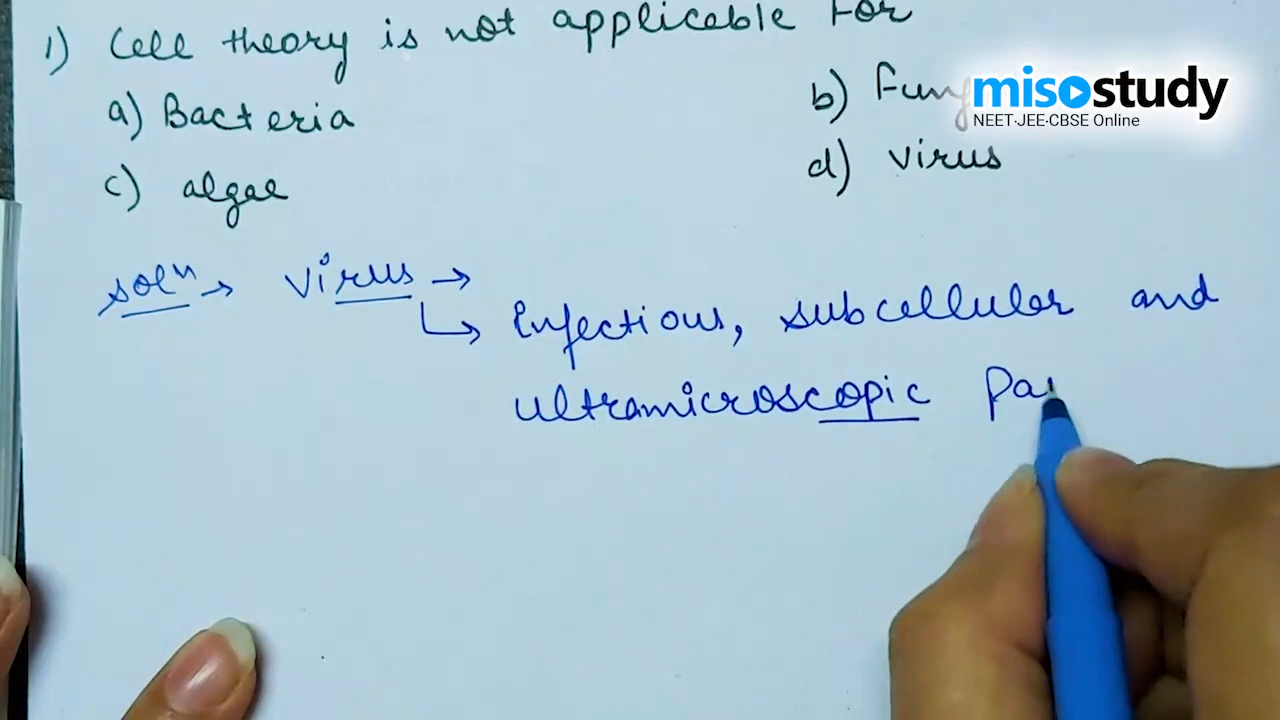 1) Cell theory is not applicable for
a) Bacteria
b) Fung
c) algae
d) virus
misostudy
NEET·JEE·CBSE Online
solⁿ → virus →
↳ Infectious, subcellular and
ultramicroscopic Pa